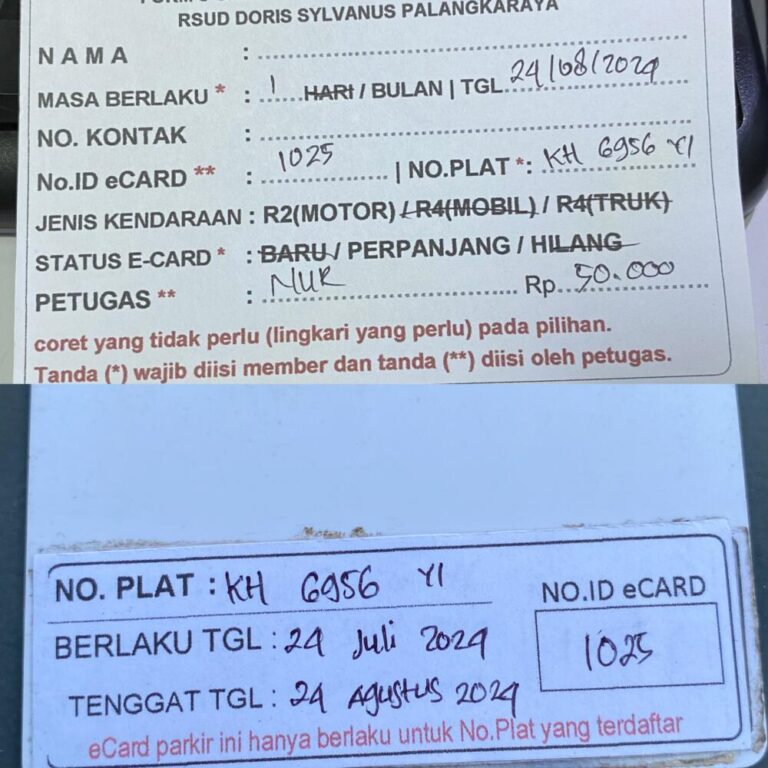 RSUD DORIS SYLVANUS PALANGKARAYA
NAMA :
MASA BERLAKU * : 1 HARI / BULAN | TGL. 24/08/2024
NO. KONTAK :
No.ID eCARD ** : 1025 | NO.PLAT *: KH 6956 YI
JENIS KENDARAAN : R2(MOTOR) / R4(MOBIL) / R4(TRUK)
STATUS E-CARD * : BARU / PERPANJANG / HILANG
PETUGAS ** : NUR Rp. 50.000
coret yang tidak perlu (lingkari yang perlu) pada pilihan.
Tanda (*) wajib diisi member dan tanda (**) diisi oleh petugas.
NO. PLAT : KH 6956 YI
NO.ID eCARD
BERLAKU TGL : 24 Juli 2024
1025
TENGGAT TGL : 24 AGUSTUS 2024
eCard parkir ini hanya berlaku untuk No.Plat yang terdaftar